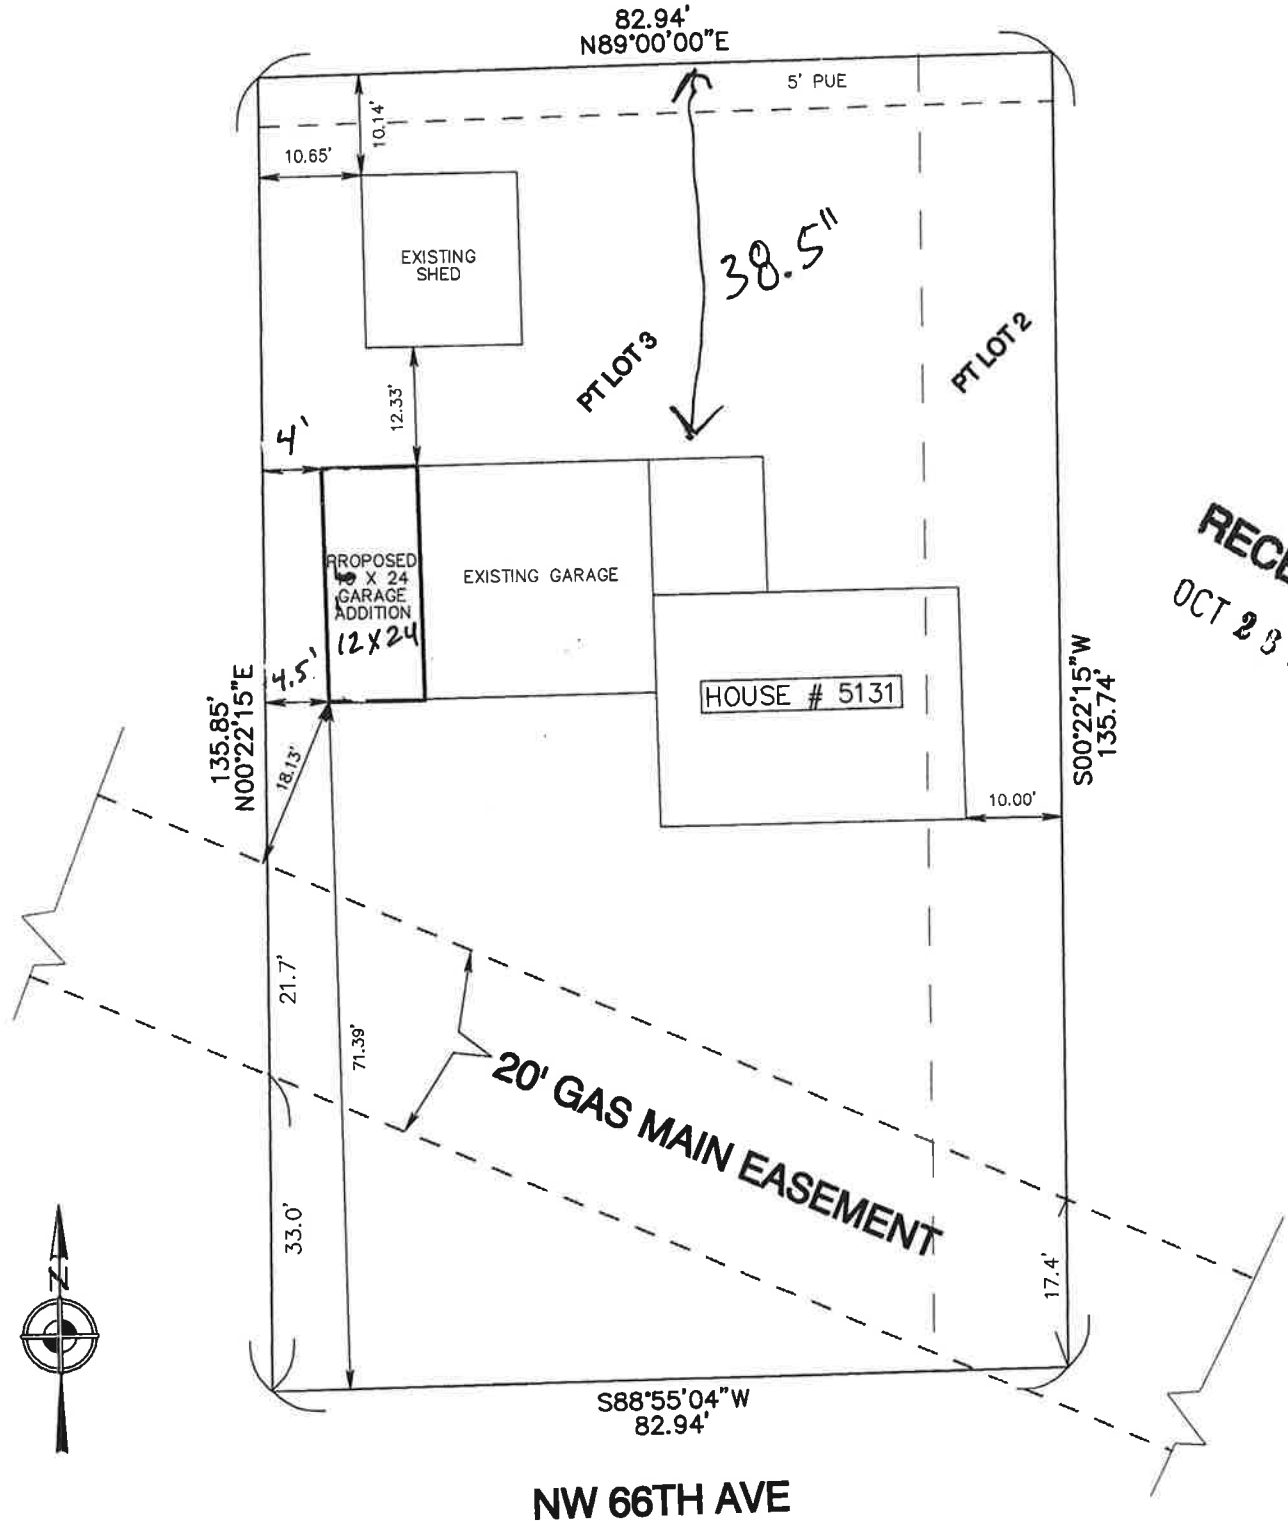 82.94'
N89°00'00"E
5' PUE
10.14'
10.65'
EXISTING
SHED
38.5"
PT LOT 3
PT LOT 2
12.33'
4'
PROPOSED
X 24
GARAGE
ADDITION
12X24
EXISTING GARAGE
RECE
OCT 28
4.5'
HOUSE # 5131
135.85'
N00°22'15"E
S00°22'15"W
135.74'
18.13'
10.00'
21.7'
71.39'
20' GAS MAIN EASEMENT
33.0'
17.4'
N
S88°55'04"W
82.94'
NW 66TH AVE